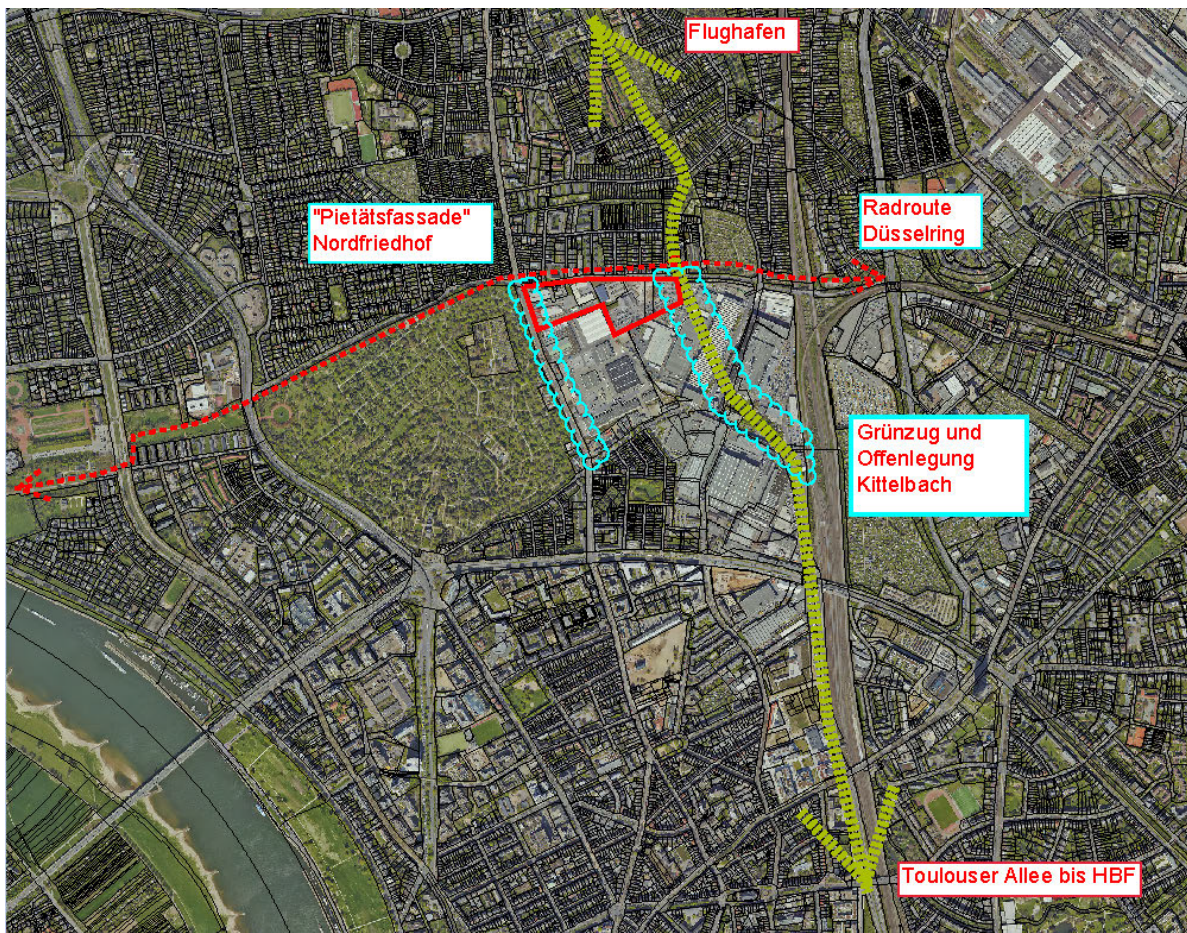 Flughafen
"Pietätsfassade"
Nordfriedhof
Radroute
Düsselring
Grünzug und
Offenlegung
Kittelbach
Toulouser Allee bis HBF